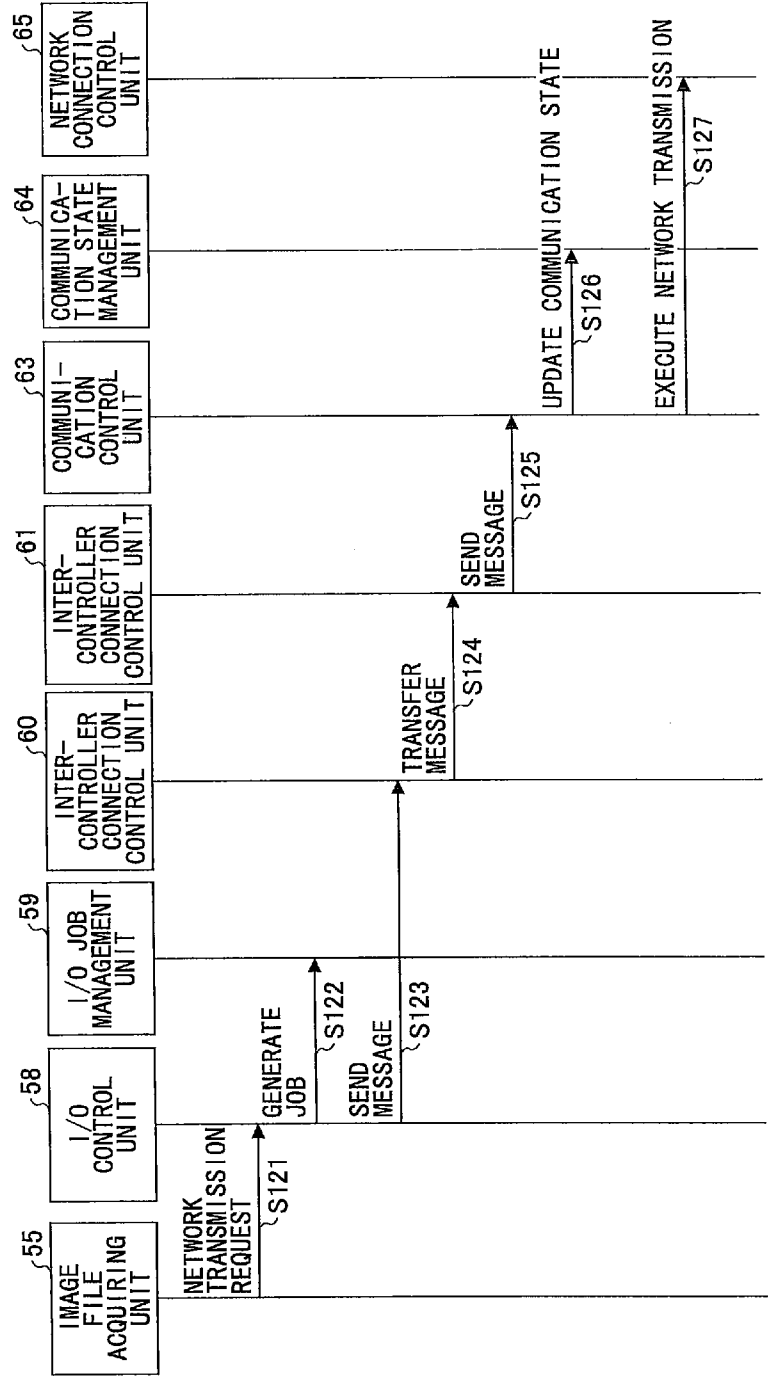 55
IMAGE
FILE
ACQUIRING
UNIT
58
I/O
CONTROL
UNIT
59
I/O JOB
MANAGEMENT
UNIT
60
INTER-
CONTROLLER
CONNECTION
CONTROL UNIT
61
INTER-
CONTROLLER
CONNECTION
CONTROL UNIT
63
COMMUNI-
CATION
CONTROL
UNIT
64
COMMUNICA-
TION STATE
MANAGEMENT
UNIT
65
NETWORK
CONNECTION
CONTROL
UNIT
NETWORK
TRANSMISSION
REQUEST
S121
GENERATE
JOB
S122
SEND
MESSAGE
S123
TRANSFER
MESSAGE
S124
SEND
MESSAGE
S125
UPDATE COMMUNICATION STATE
S126
EXECUTE NETWORK TRANSMISSION
S127